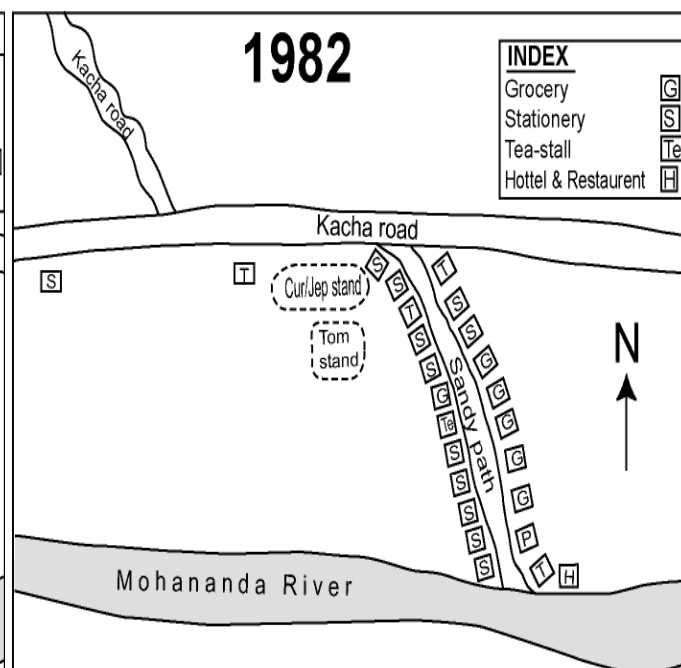 1982
INDEX
Grocery G
Stationery S
Tea-stall Te
Hottel & Restaurent H
Kacha road
Kacha road
S
T
Cur/Jep stand
Tom
stand
S
S
T
S
S
G
Te
S
S
S
S
S
Sandy path
T
S
S
G
G
G
G
G
P
T
H
N
Mohananda River